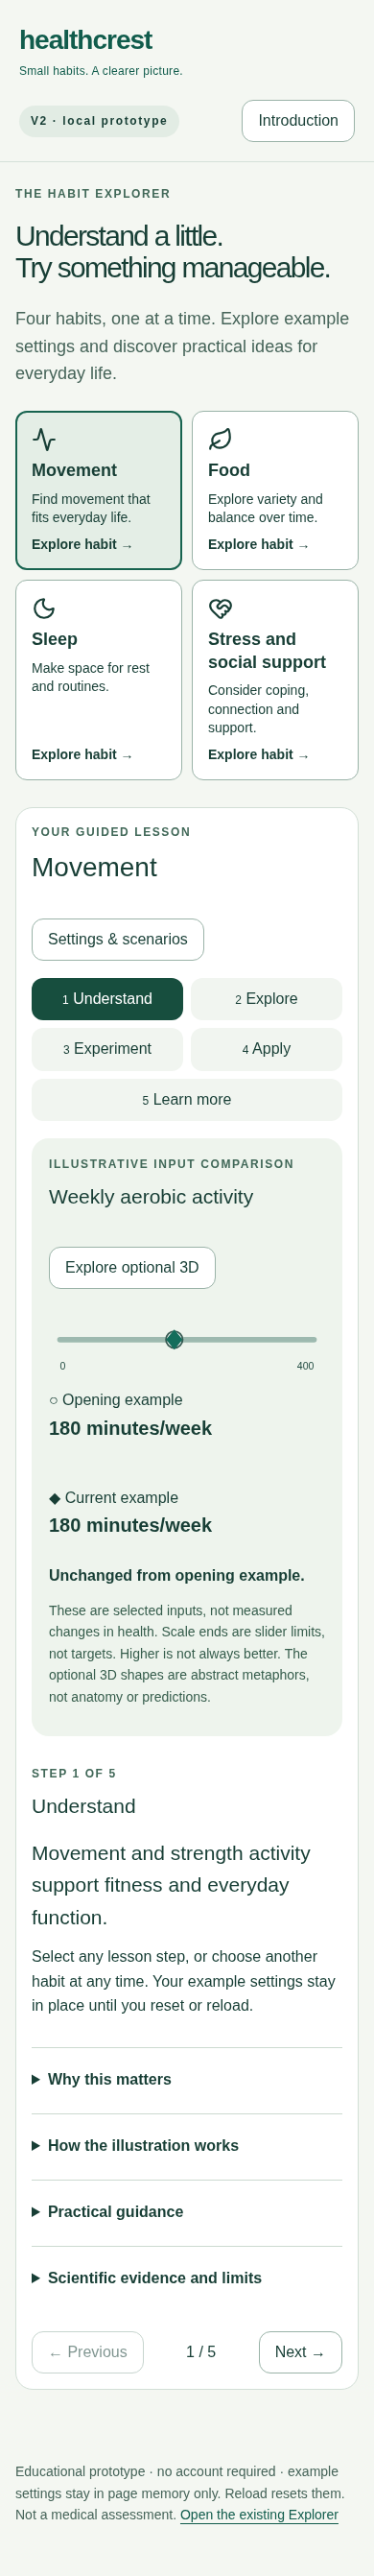 healthcrest
Small habits. A clearer picture.
V2 · local prototype
Introduction
THE HABIT EXPLORER
Understand a little.
Try something manageable.
Four habits, one at a time. Explore example
settings and discover practical ideas for
everyday life.
Movement
Find movement that
fits everyday life.
Explore habit →
Food
Explore variety and
balance over time.
Explore habit →
Sleep
Make space for rest
and routines.
Explore habit →
Stress and
social support
Consider coping,
connection and
support.
Explore habit →
YOUR GUIDED LESSON
Movement
Settings & scenarios
1 Understand
2 Explore
3 Experiment
4 Apply
5 Learn more
ILLUSTRATIVE INPUT COMPARISON
Weekly aerobic activity
Explore optional 3D
0
400
○ Opening example
180 minutes/week
◆ Current example
180 minutes/week
Unchanged from opening example.
These are selected inputs, not measured
changes in health. Scale ends are slider limits,
not targets. Higher is not always better. The
optional 3D shapes are abstract metaphors,
not anatomy or predictions.
STEP 1 OF 5
Understand
Movement and strength activity
support fitness and everyday
function.
Select any lesson step, or choose another
habit at any time. Your example settings stay
in place until you reset or reload.
▶ Why this matters
▶ How the illustration works
▶ Practical guidance
▶ Scientific evidence and limits
← Previous
1 / 5
Next →
Educational prototype · no account required · example
settings stay in page memory only. Reload resets them.
Not a medical assessment. Open the existing Explorer